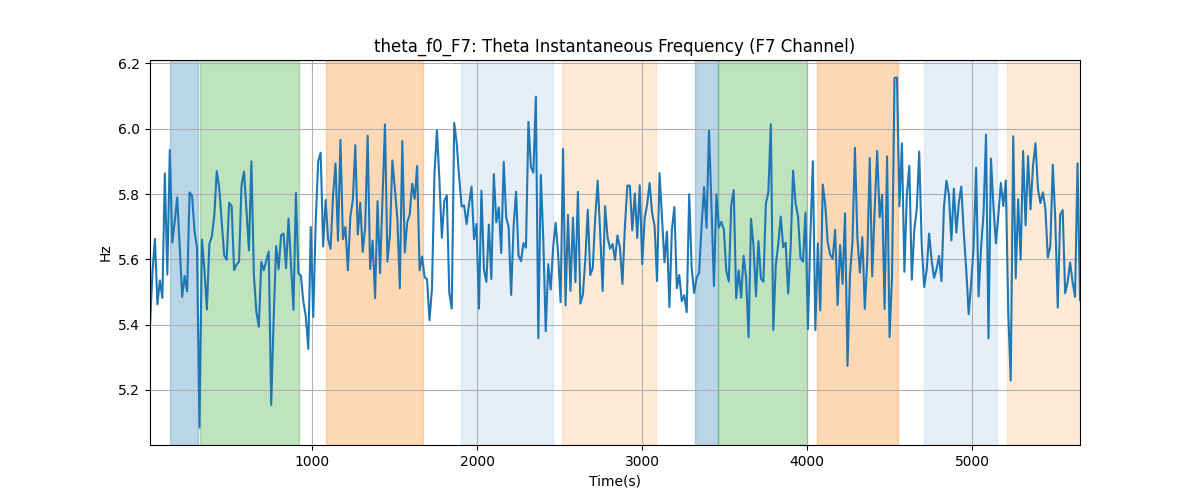 theta_f0_F7: Theta Instantaneous Frequency (F7 Channel)
6.2
6.0
5.8
5.6
5.4
5.2
Hz
1000 2000 3000 4000 5000
Time(s)